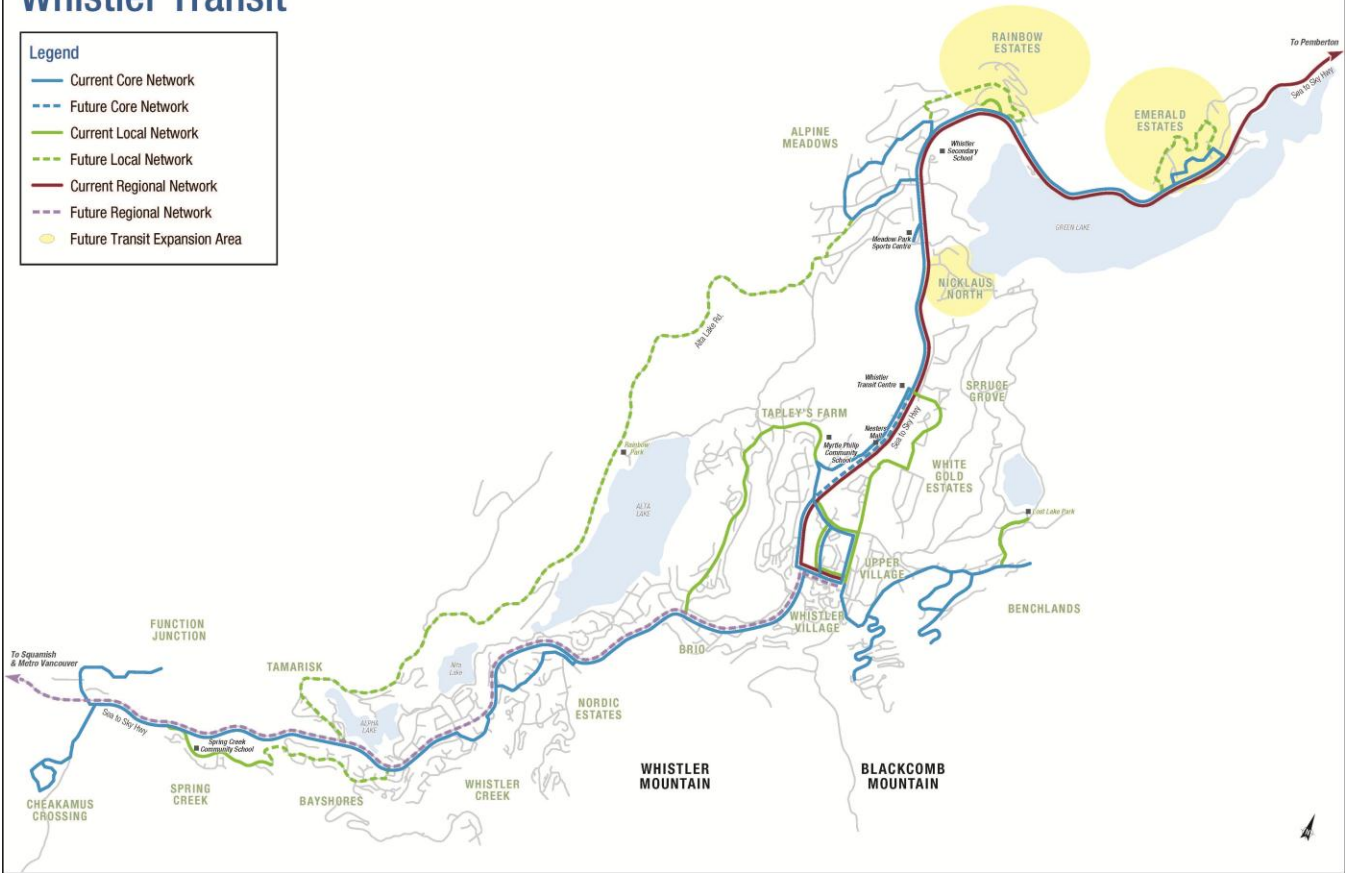 Whistler Transit
Legend
Current Core Network
Future Core Network
Current Local Network
Future Local Network
Current Regional Network
Future Regional Network
Future Transit Expansion Area
RAINBOW
ESTATES
To Pemberton
Sea to Sky Hwy
EMERALD
ESTATES
ALPINE
MEADOWS
Whistler
Secondary
School
GREEN LAKE
Meadow Park
Sports Centre
NICKLAUS
NORTH
Alta Lake Rd.
Whistler
Transit Centre
SPRUCE
GROVE
TAPLEY'S FARM
Sea to Sky Hwy
Nesters
Mall
Myrtle Philip
Community
School
Rainbow
Park
WHITE
GOLD
ESTATES
ALTA
LAKE
Lost Lake Park
UPPER
VILLAGE
BENCHLANDS
WHISTLER
VILLAGE
FUNCTION
JUNCTION
BRIO
To Squamish
& Metro Vancouver
TAMARISK
Nita
Lake
NORDIC
ESTATES
Sea to Sky Hwy
ALPHA
LAKE
Spring Creek
Community School
WHISTLER
MOUNTAIN
BLACKCOMB
MOUNTAIN
SPRING
CREEK
WHISTLER
CREEK
BAYSHORES
CHEAKAMUS
CROSSING